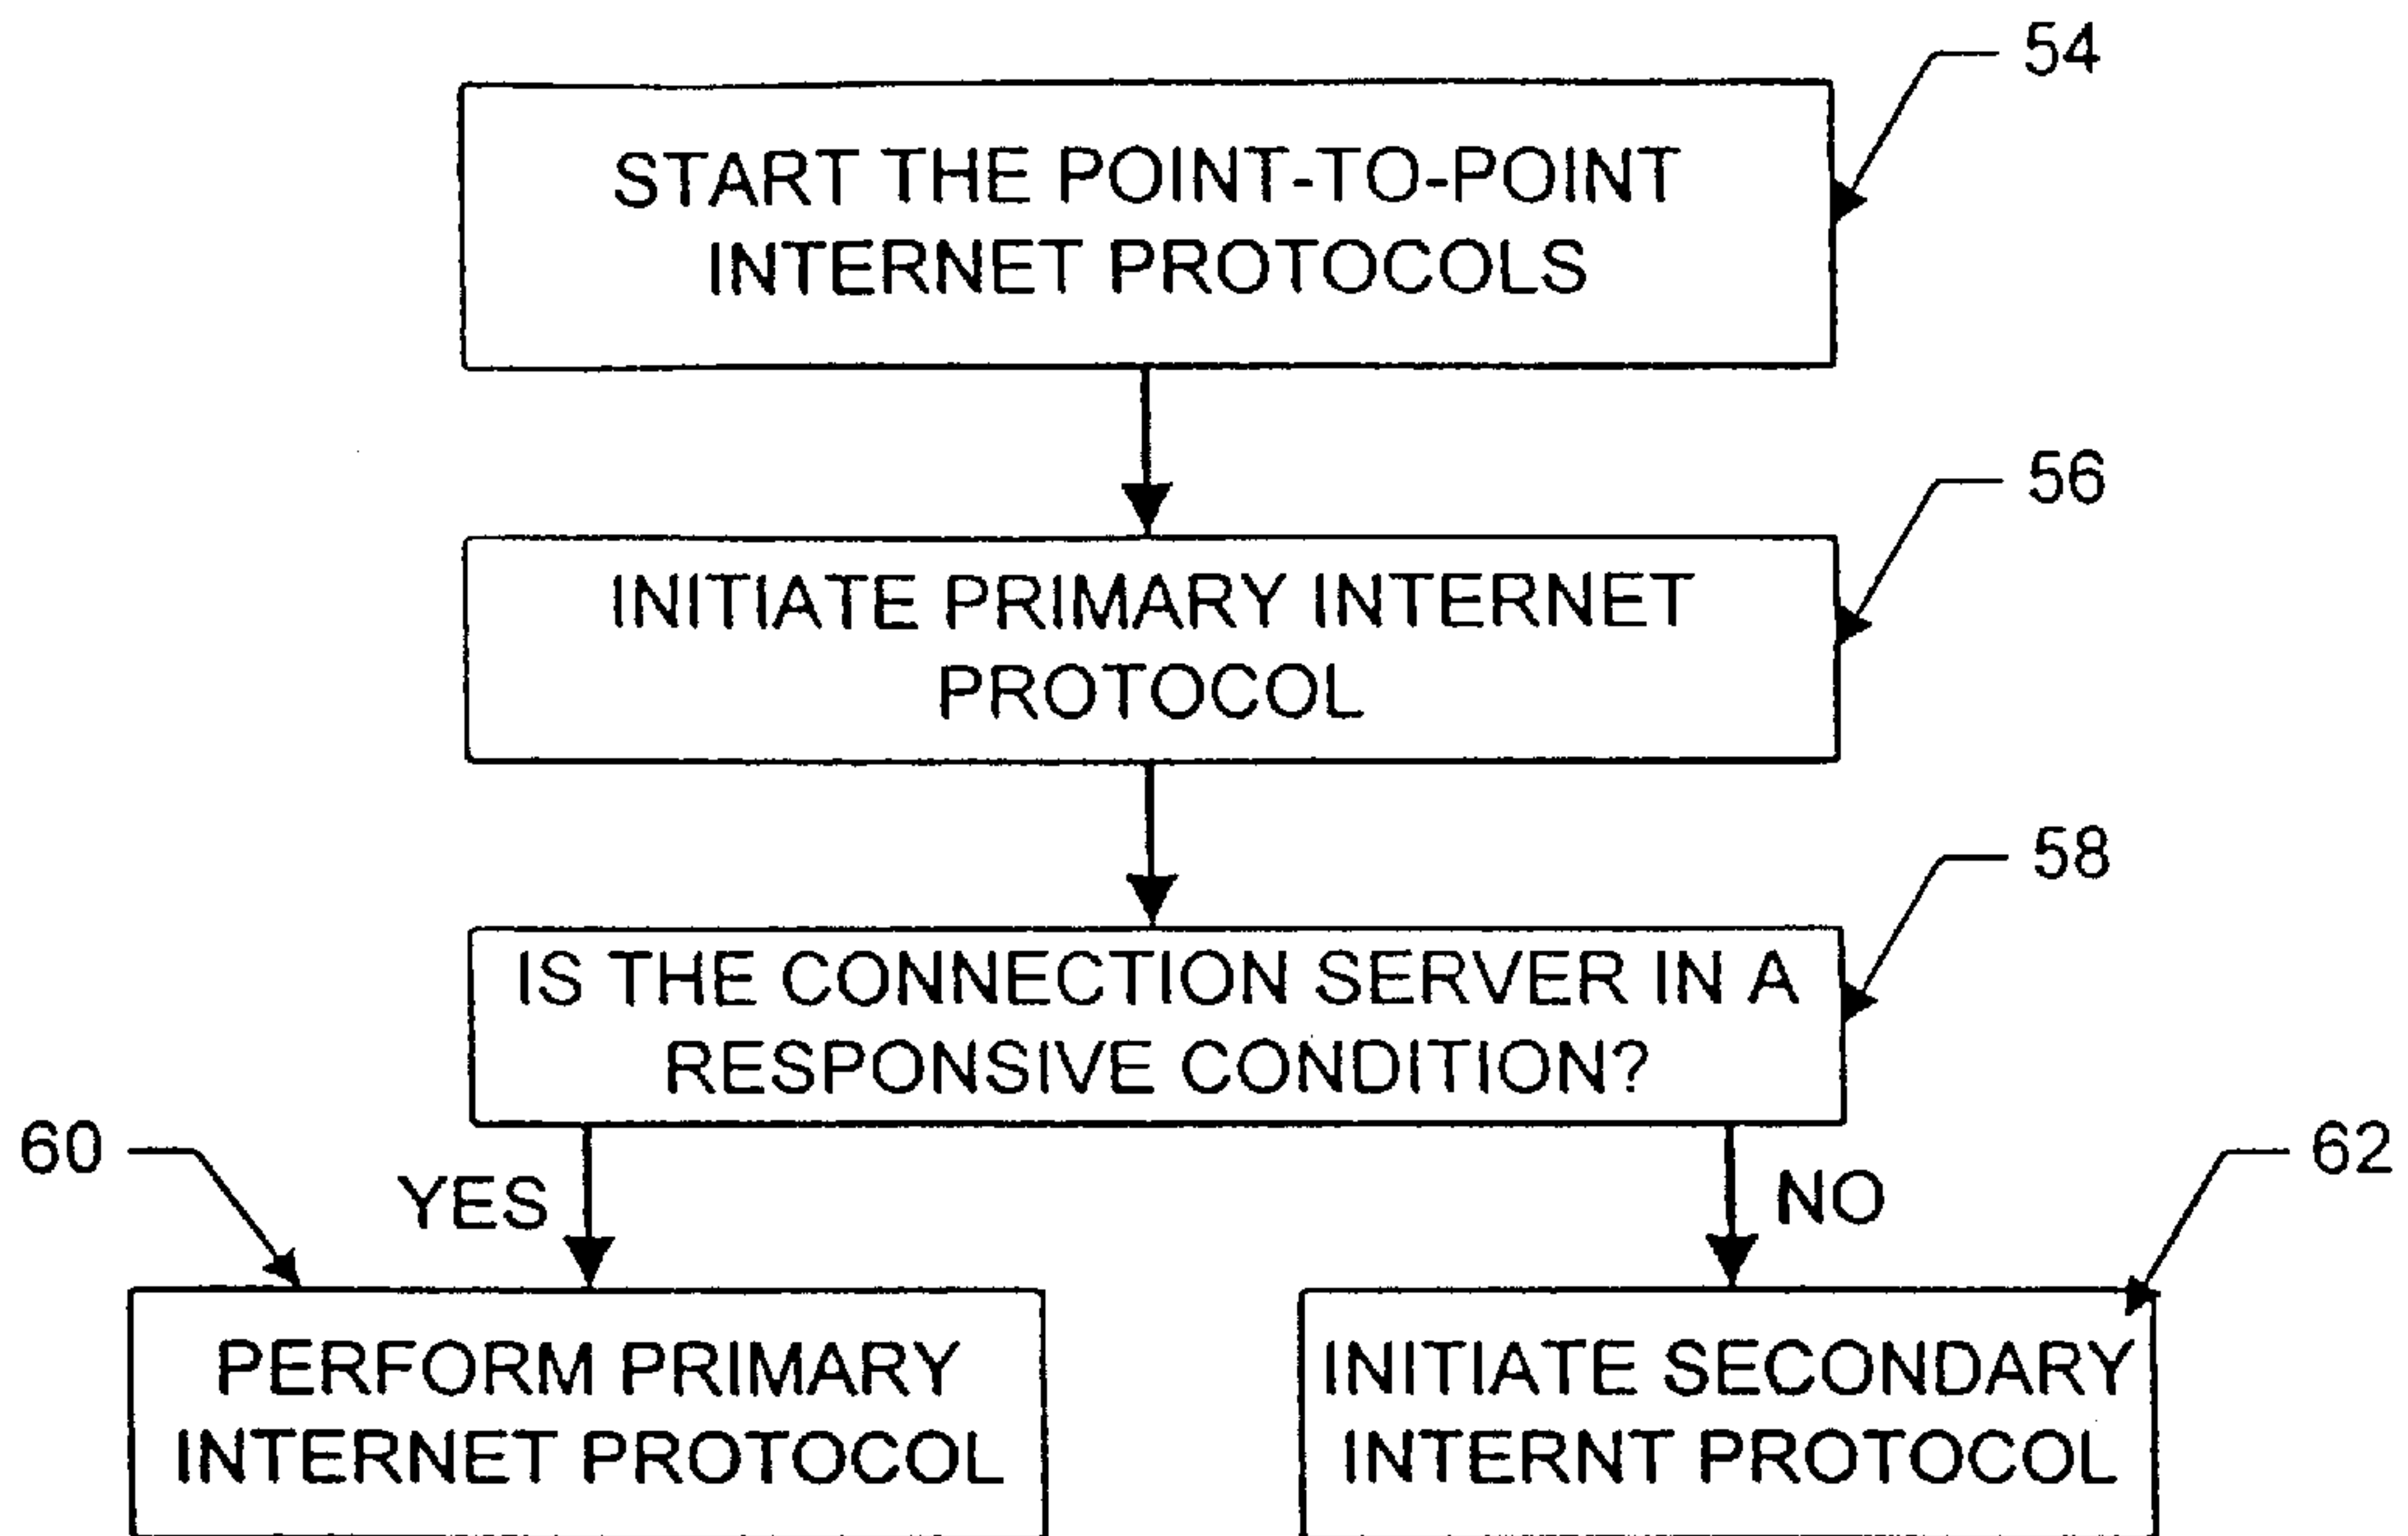 54
START THE POINT-TO-POINT
INTERNET PROTOCOLS
56
INITIATE PRIMARY INTERNET
PROTOCOL
58
IS THE CONNECTION SERVER IN A
RESPONSIVE CONDITION?
60
YES
NO
62
PERFORM PRIMARY
INTERNET PROTOCOL
INITIATE SECONDARY
INTERNT PROTOCOL